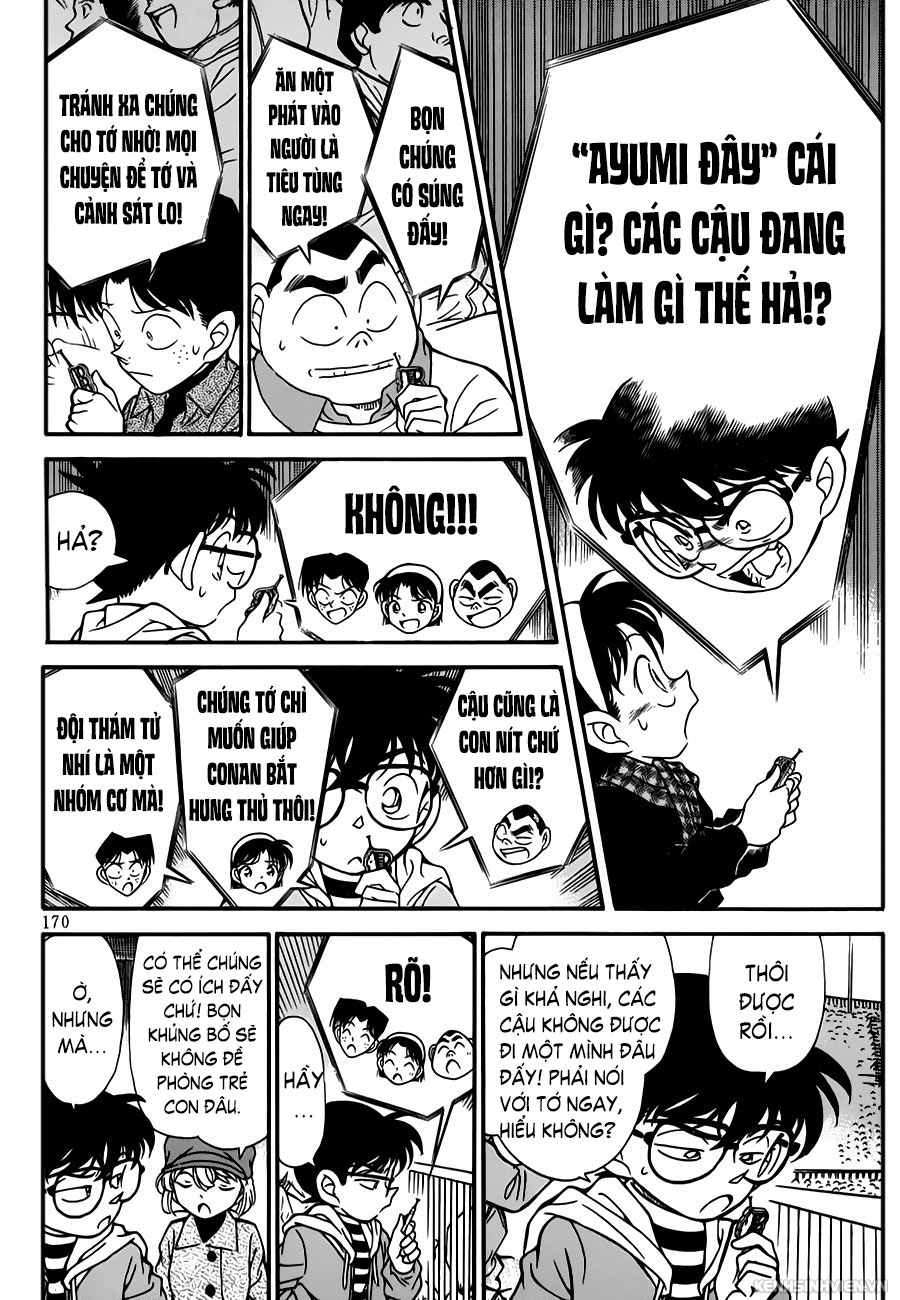 “AYUMI ĐÂY” CÁI
GÌ? CÁC CẬU ĐANG
LÀM GÌ THẾ HẢ!?
BỌN
CHÚNG
CÓ SÚNG
ĐẤY!
ĂN MỘT
PHÁT VÀO
NGƯỜI LÀ
TIÊU TÙNG
NGAY!
TRÁNH XA CHÚNG
CHO TỚ NHỜ! MỌI
CHUYỆN ĐỂ TỚ VÀ
CẢNH SÁT LO!
KHÔNG!!!
HẢ?
CẬU CŨNG LÀ
CON NÍT CHỨ
HƠN GÌ!?
CHÚNG TỚ CHỈ
MUỐN GIÚP
CONAN BẮT
HUNG THỦ THÔI!
ĐỘI THÁM TỬ
NHÍ LÀ MỘT
NHÓM CƠ MÀ!
170
THÔI
ĐƯỢC
RỒI...
NHƯNG NẾU THẤY
GÌ KHẢ NGHI, CÁC
CẬU KHÔNG ĐƯỢC
ĐI MỘT MÌNH ĐÂU
ĐẤY! PHẢI NÓI
VỚI TỚ NGAY,
HIỂU KHÔNG?
RÕ!
HẦY
...
CÓ THỂ CHÚNG
SẼ CÓ ÍCH ĐẤY
CHỨ! BỌN
KHỦNG BỐ SẼ
KHÔNG ĐỀ
PHÒNG TRẺ
CON ĐÂU.
Ờ,
NHƯNG
MÀ...
KENHSINHVIEN.VN